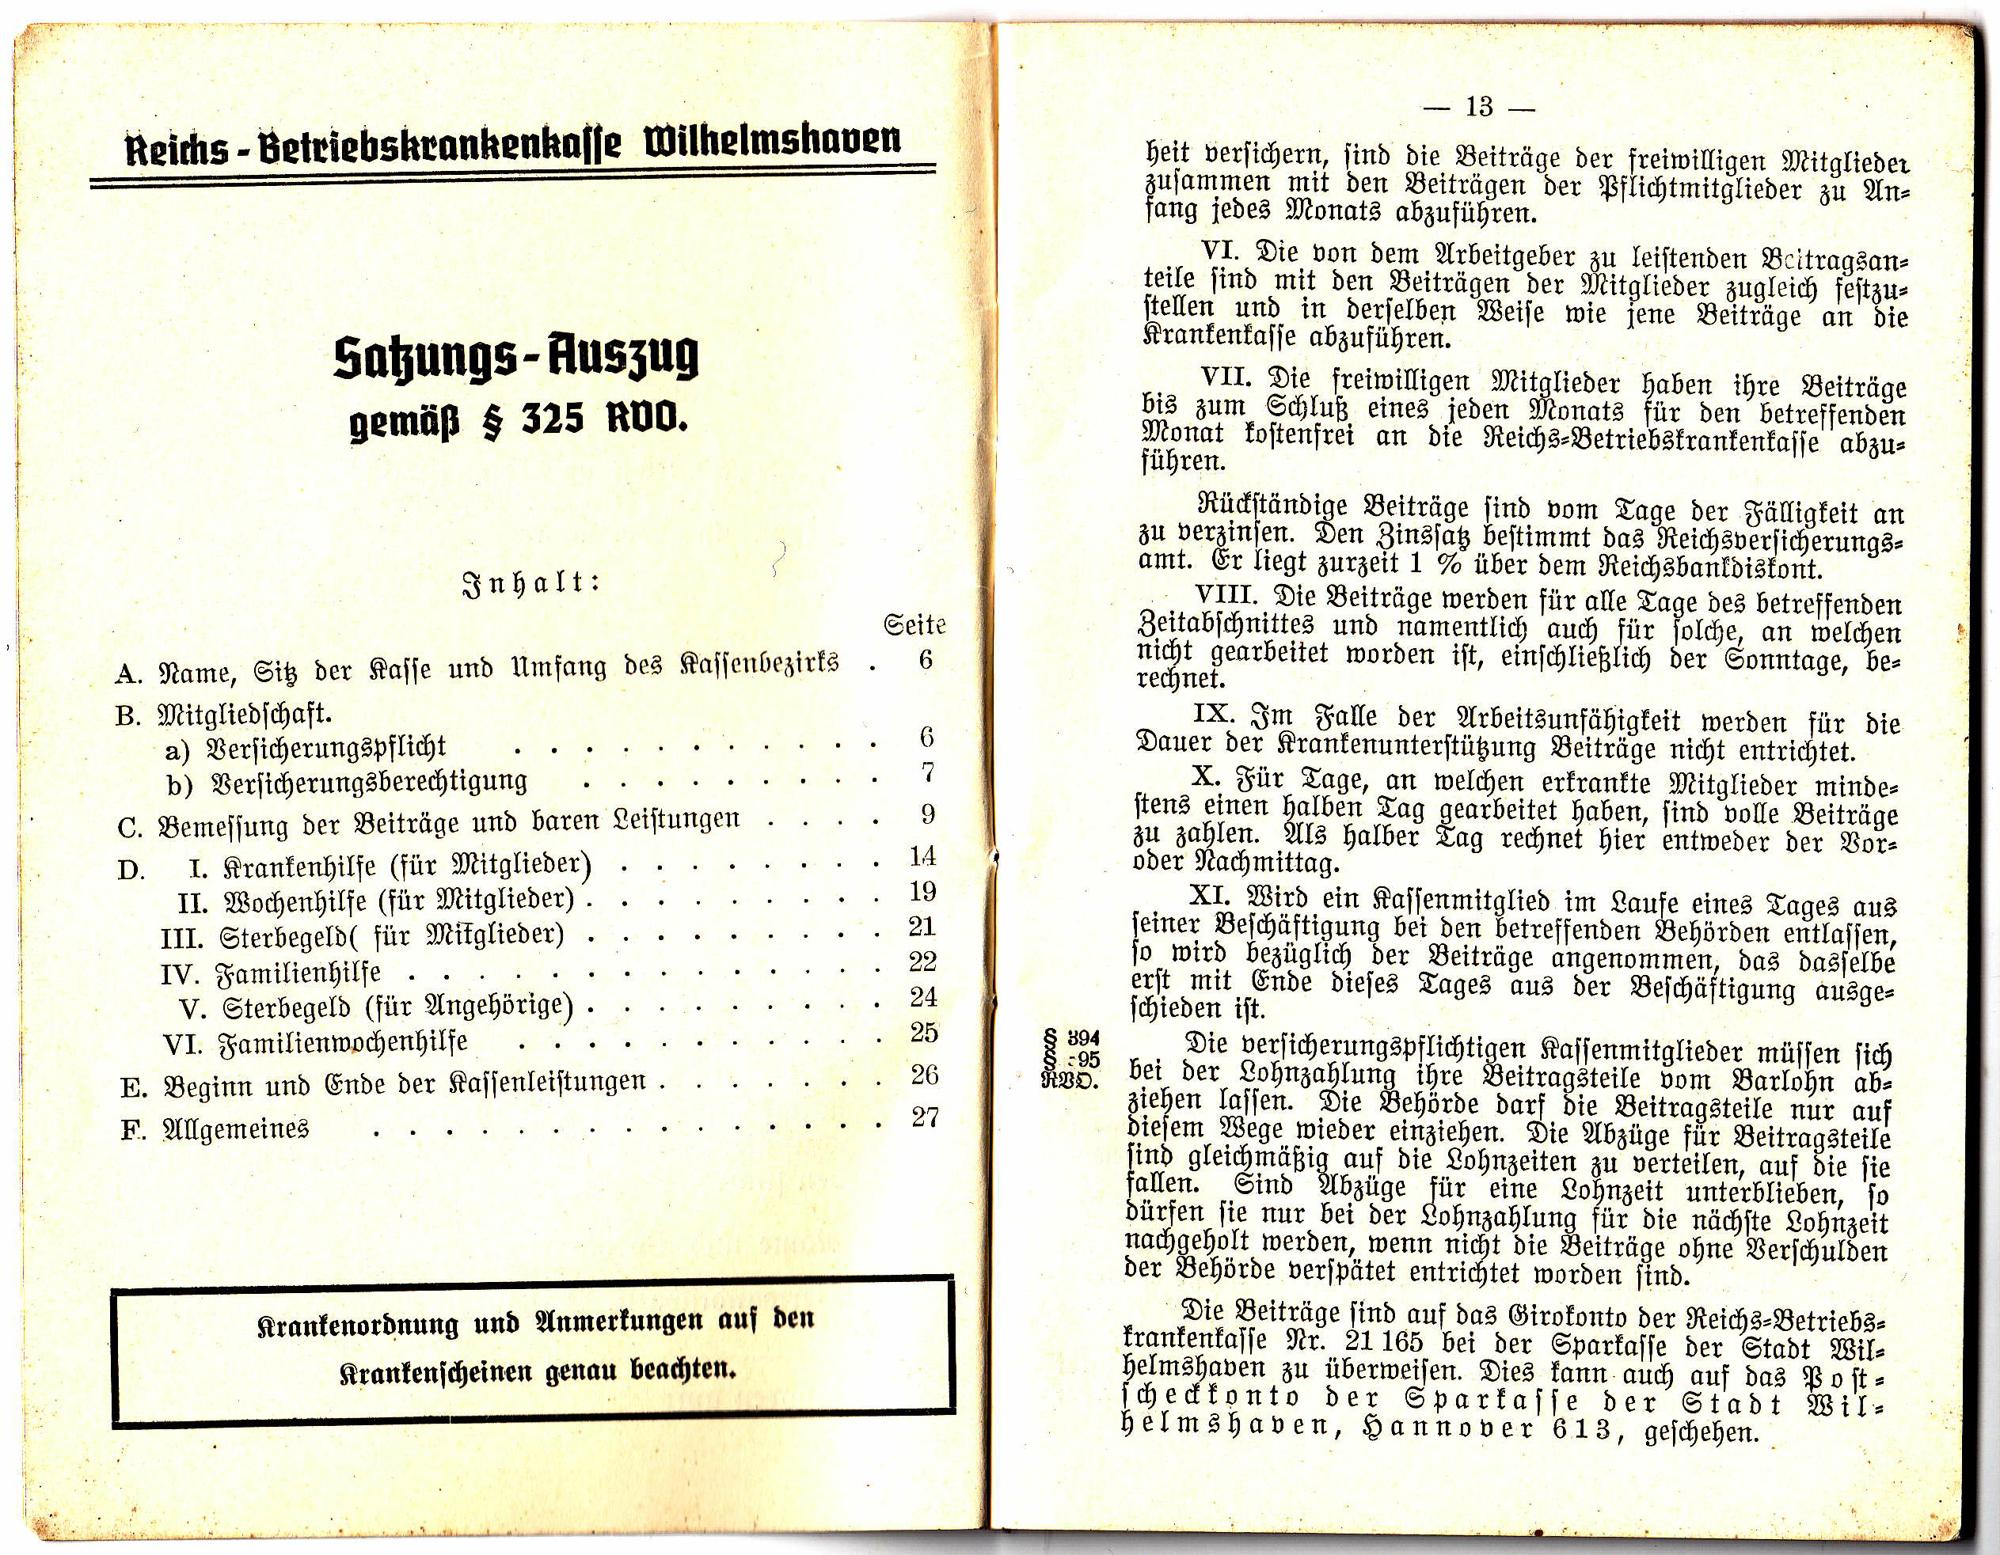 Reichs-Betriebskrankenkasse Wilhelmshaven
Satzungs-Auszug
gemäß § 325 RVO.
Inhalt:
Seite
A. Name, Sitz der Kasse und Umfang des Kassenbezirks . 6
B. Mitgliedschaft.
a) Versicherungspflicht . . . . . . . . . . . 6
b) Versicherungsberechtigung . . . . . . . . . 7
C. Bemessung der Beiträge und baren Leistungen . . . . 9
D. I. Krankenhilfe (für Mitglieder) . . . . . . . . 14
II. Wochenhilfe (für Mitglieder) . . . . . . . . . 19
III. Sterbegeld( für Mitglieder) . . . . . . . . . 21
IV. Familienhilfe . . . . . . . . . . . . . . 22
V. Sterbegeld (für Angehörige) . . . . . . . . . 24
VI. Familienwochenhilfe . . . . . . . . . . . 25
E. Beginn und Ende der Kassenleistungen . . . . . . . 26
F. Allgemeines . . . . . . . . . . . . . . . 27
Krankenordnung und Anmerkungen auf den
Krankenscheinen genau beachten.
— 13 —
heit versichern, sind die Beiträge der freiwilligen Mitglieder
zusammen mit den Beiträgen der Pflichtmitglieder zu An-
fang jedes Monats abzuführen.
VI. Die von dem Arbeitgeber zu leistenden Beitragsan-
teile sind mit den Beiträgen der Mitglieder zugleich festzu-
stellen und in derselben Weise wie jene Beiträge an die
Krankenkasse abzuführen.
VII. Die freiwilligen Mitglieder haben ihre Beiträge
bis zum Schluß eines jeden Monats für den betreffenden
Monat kostenfrei an die Reichs-Betriebskrankenkasse abzu-
führen.
Rückständige Beiträge sind vom Tage der Fälligkeit an
zu verzinsen. Den Zinssatz bestimmt das Reichsversicherungs-
amt. Er liegt zurzeit 1 % über dem Reichsbankdiskont.
VIII. Die Beiträge werden für alle Tage des betreffenden
Zeitabschnittes und namentlich auch für solche, an welchen
nicht gearbeitet worden ist, einschließlich der Sonntage, be-
rechnet.
IX. Im Falle der Arbeitsunfähigkeit werden für die
Dauer der Krankenunterstützung Beiträge nicht entrichtet.
X. Für Tage, an welchen erkrankte Mitglieder minde-
stens einen halben Tag gearbeitet haben, sind volle Beiträge
zu zahlen. Als halber Tag rechnet hier entweder der Vor-
oder Nachmittag.
XI. Wird ein Kassenmitglied im Laufe eines Tages aus
seiner Beschäftigung bei den betreffenden Behörden entlassen,
so wird bezüglich der Beiträge angenommen, das dasselbe
erst mit Ende dieses Tages aus der Beschäftigung ausge-
schieden ist.
§ 394
§ :95
RVO.
Die versicherungspflichtigen Kassenmitglieder müssen sich
bei der Lohnzahlung ihre Beitragsteile vom Barlohn ab-
ziehen lassen. Die Behörde darf die Beitragsteile nur auf
diesem Wege wieder einziehen. Die Abzüge für Beitragsteile
sind gleichmäßig auf die Lohnzeiten zu verteilen, auf die sie
fallen. Sind Abzüge für eine Lohnzeit unterblieben, so
dürfen sie nur bei der Lohnzahlung für die nächste Lohnzeit
nachgeholt werden, wenn nicht die Beiträge ohne Verschulden
der Behörde verspätet entrichtet worden sind.
Die Beiträge sind auf das Girokonto der Reichs-Betriebs-
krankenkasse Nr. 21 165 bei der Sparkasse der Stadt Wil-
helmshaven zu überweisen. Dies kann auch auf das Post-
scheckkonto der Sparkasse der Stadt Wil-
helmshaven, Hannover 613, geschehen.